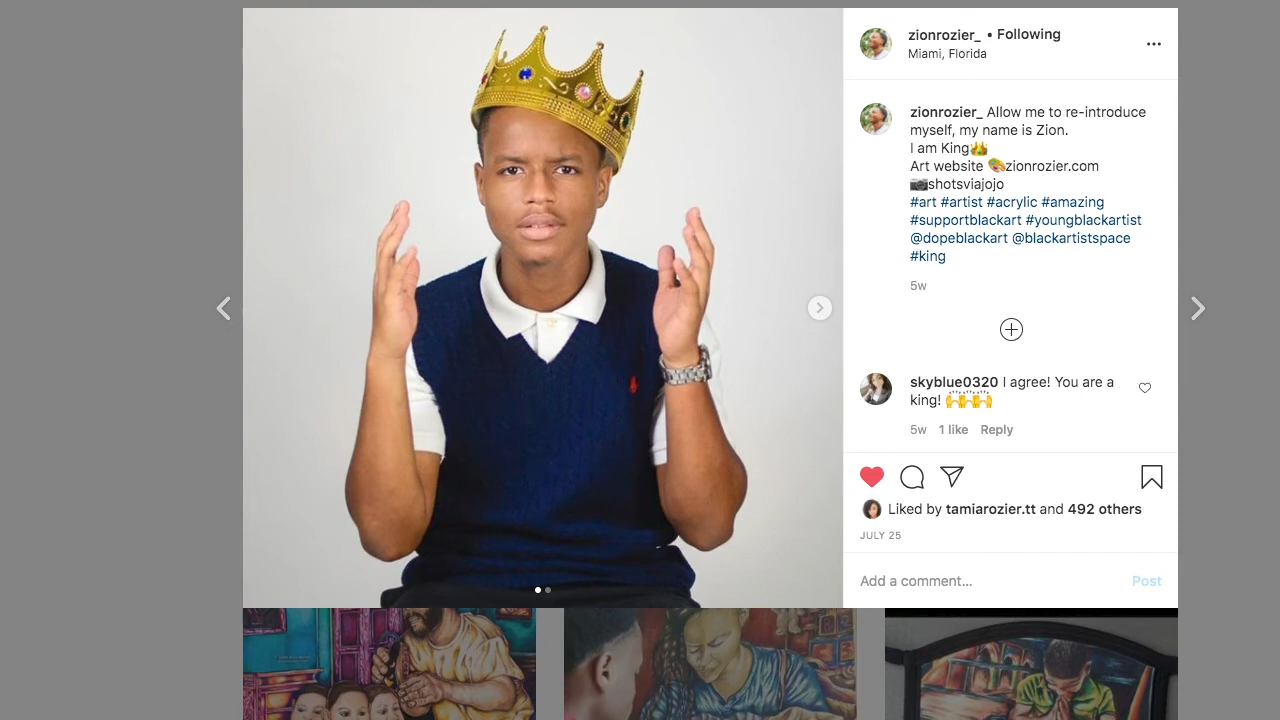 zionrozier_ • Following
Miami, Florida
zionrozier_ Allow me to re-introduce
myself, my name is Zion.
I am King
Art website zionrozier.com
shotsviajojo
#art #artist #acrylic #amazing
#supportblackart #youngblackartist
@dopeblackart @blackartistspace
#king
5w
skyblue0320 I agree! You are a
king!
5w 1 like Reply
Liked by tamiarozier.tt and 492 others
JULY 25
Add a comment... Post